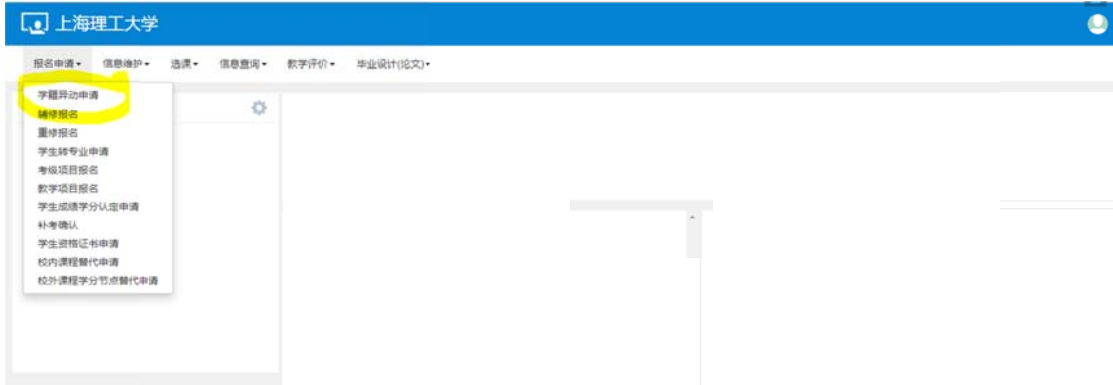 上海理工大学
报名申请 信息维护 选课 信息查询 教学评价 毕业设计(论文)
学籍异动申请
辅修报名
重修报名
学生转专业申请
考级项目报名
教学项目报名
学生成绩学分认定申请
补考确认
学生资格证书申请
校内课程替代申请
校外课程学分节点替代申请